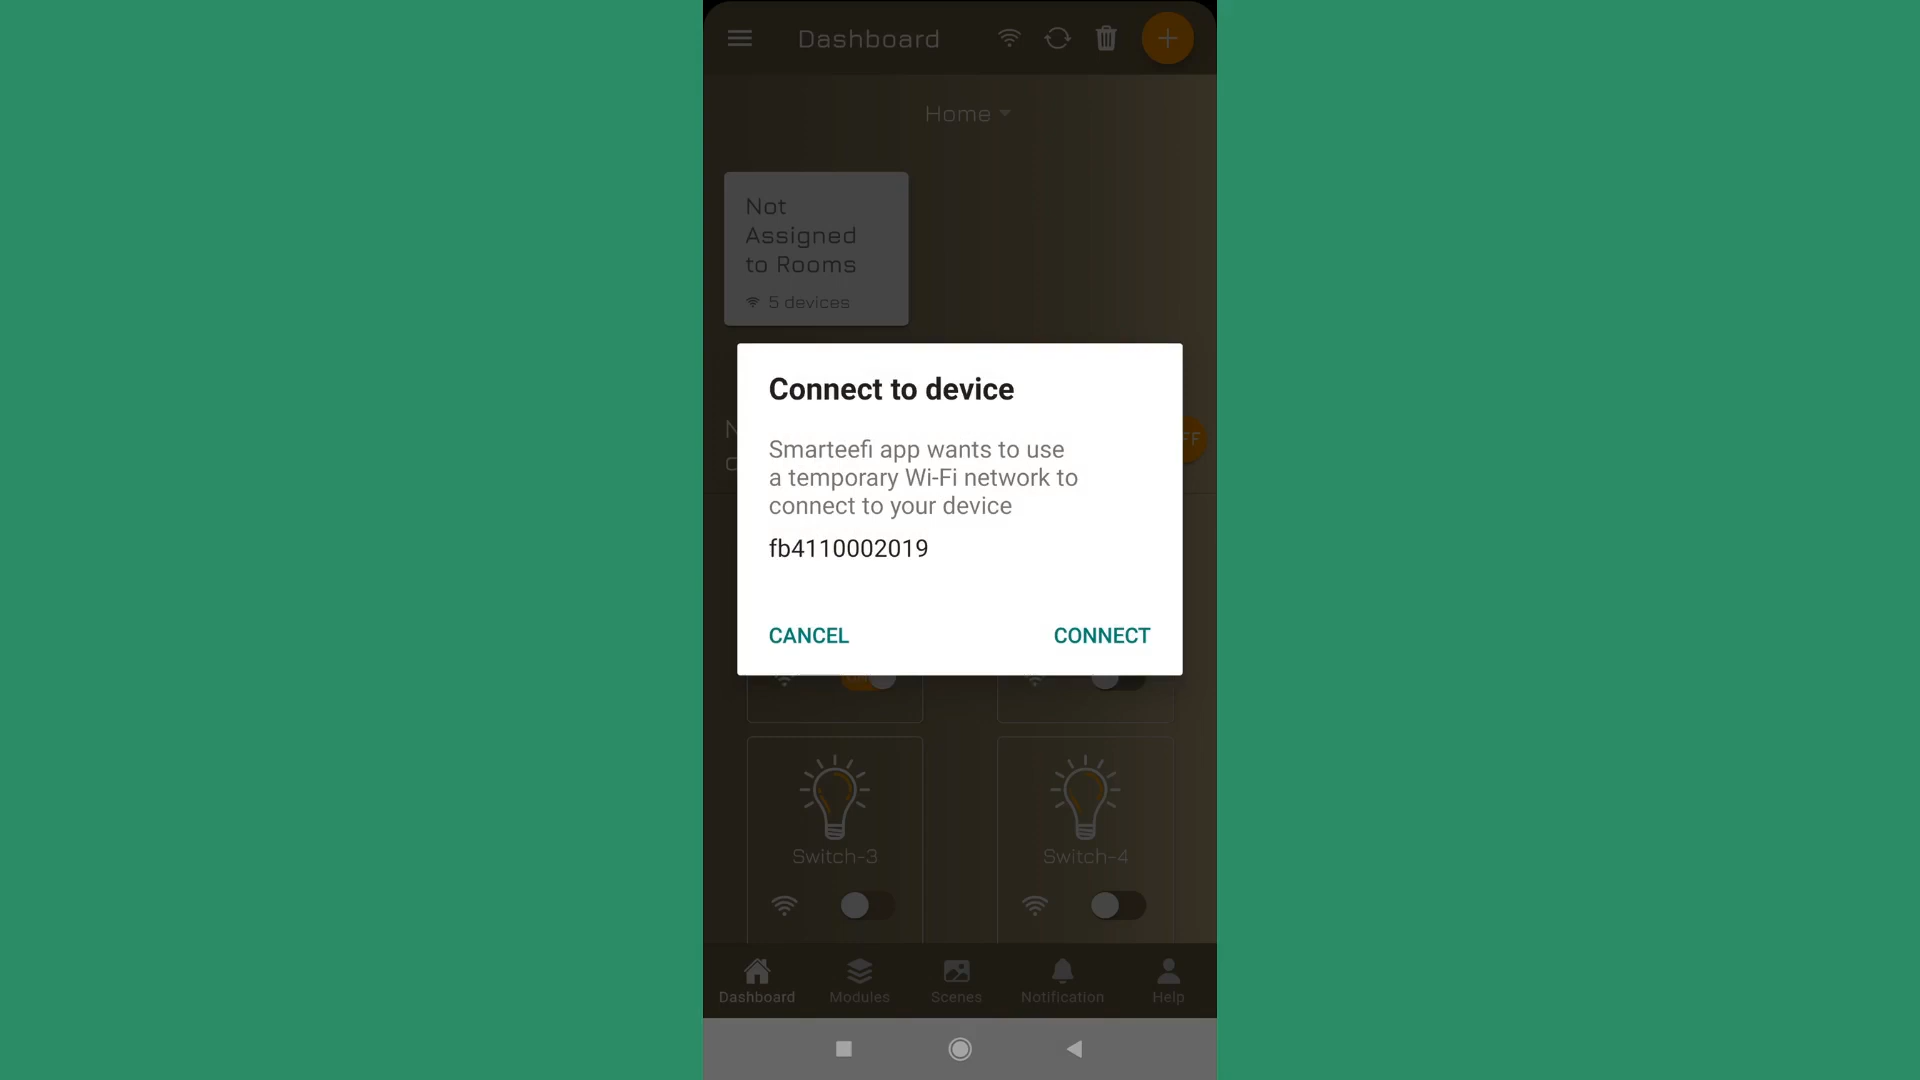 Dashboard
Home
Not
Assigned
to Rooms
5 devices
Connect to device
Smarteefi app wants to use
a temporary Wi-Fi network to
connect to your device
fb4110002019
CANCEL
CONNECT
Switch-3
Switch-4
Dashboard
Modules
Scenes
Notification
Help